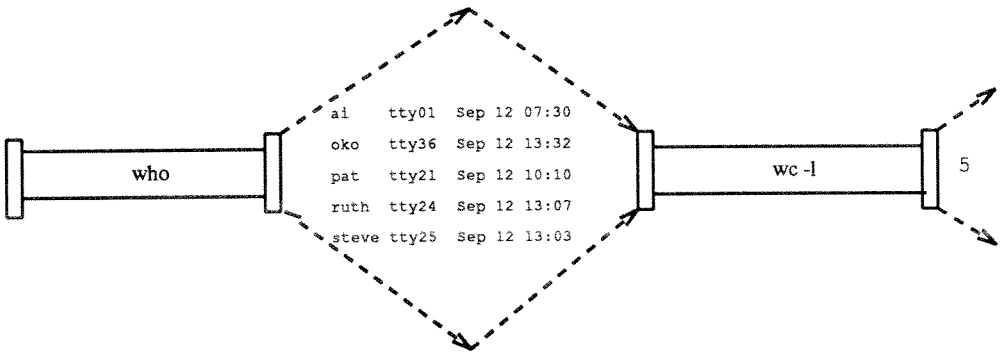 who
ai tty01 Sep 12 07:30
oko tty36 Sep 12 13:32
pat tty21 Sep 12 10:10
ruth tty24 Sep 12 13:07
steve tty25 Sep 12 13:03
wc -l
5